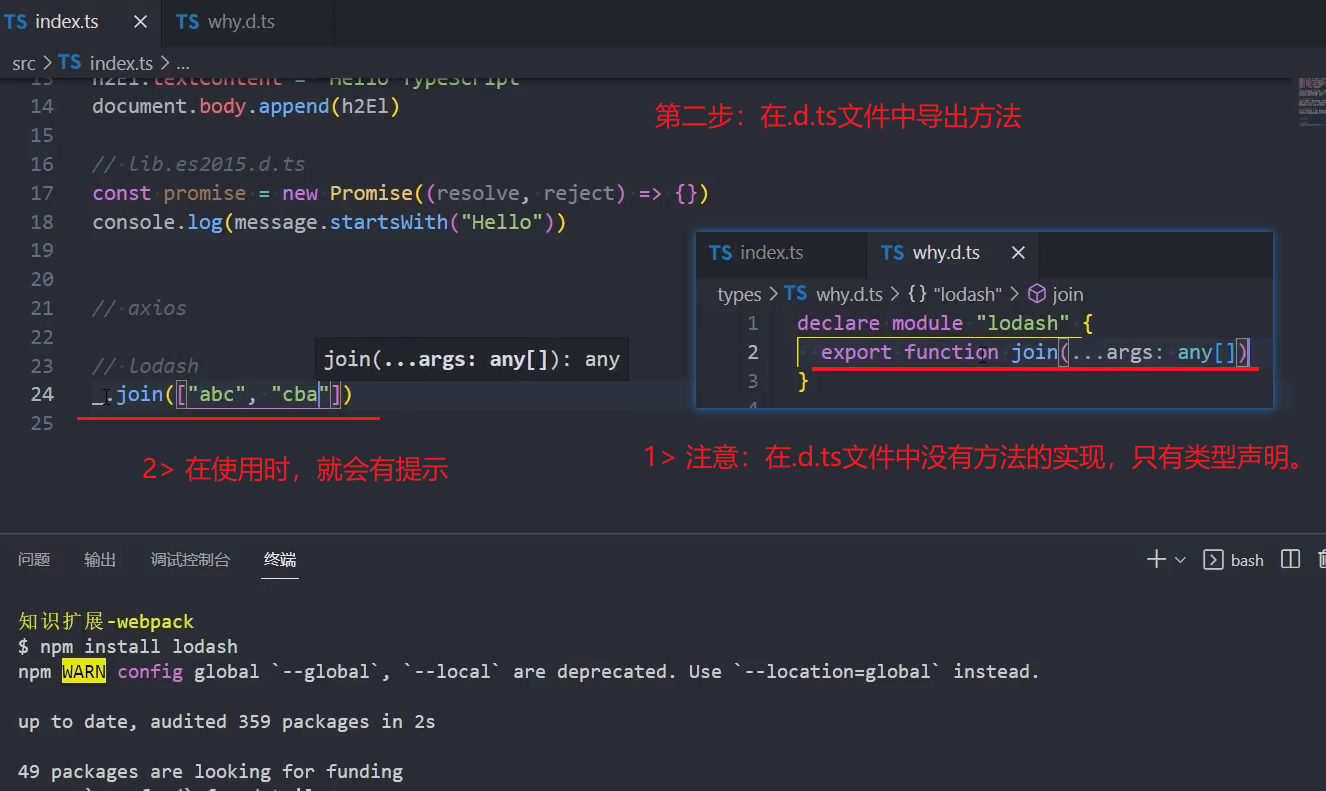 TS index.ts × TS why.d.ts
src > TS index.ts > ...
13 h2El.textContent = "Hello TypeScript"
14 document.body.append(h2El)
第二步：在.d.ts文件中导出方法
15
16 // lib.es2015.d.ts
17 const promise = new Promise((resolve, reject) => {})
18 console.log(message.startsWith("Hello"))
19
20
21 // axios
22
join(...args: any[]): any
23 // lodash
24 _.join(["abc", "cba"])
25
TS index.ts TS why.d.ts ×
types > TS why.d.ts > {} "lodash" > join
1 declare module "lodash" {
2 export function join(...args: any[])
3 }
4
2> 在使用时，就会有提示
1> 注意：在.d.ts文件中没有方法的实现，只有类型声明。
问题 输出 调试控制台 终端 bash
知识扩展-webpack
$ npm install lodash
npm WARN config global `--global`, `--local` are deprecated. Use `--location=global` instead.
up to date, audited 359 packages in 2s
49 packages are looking for funding